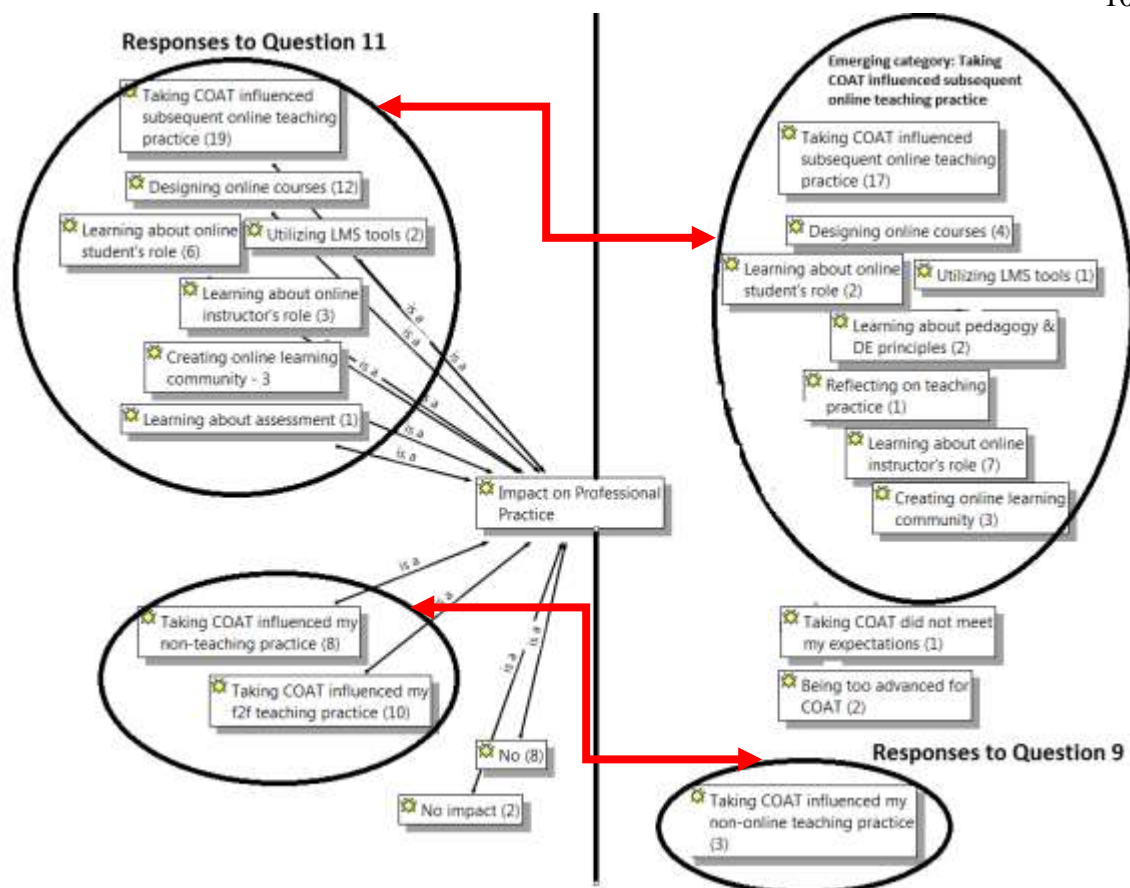 10
Responses to Question 11
Taking COAT influenced
subsequent online teaching
practice (19)
Designing online courses (12)
Learning about online
student's role (6)
Utilizing LMS tools (2)
Learning about online
instructor's role (3)
Creating online learning
community - 3
Learning about assessment (1)
is a
is a
is a
is a
is a
is a
Impact on Professional
Practice
is a
is a
is a
is a
Taking COAT influenced my
non-teaching practice (8)
Taking COAT influenced my
f2f teaching practice (10)
No (8)
No impact (2)
Emerging category: Taking
COAT influenced subsequent
online teaching practice
Taking COAT influenced
subsequent online teaching
practice (17)
Designing online courses (4)
Learning about online
student's role (2)
Utilizing LMS tools (1)
Learning about pedagogy &
DE principles (2)
Reflecting on teaching
practice (1)
Learning about online
instructor's role (7)
Creating online learning
community (3)
Taking COAT did not meet
my expectations (1)
Being too advanced for
COAT (2)
Responses to Question 9
Taking COAT influenced my
non-online teaching practice
(3)